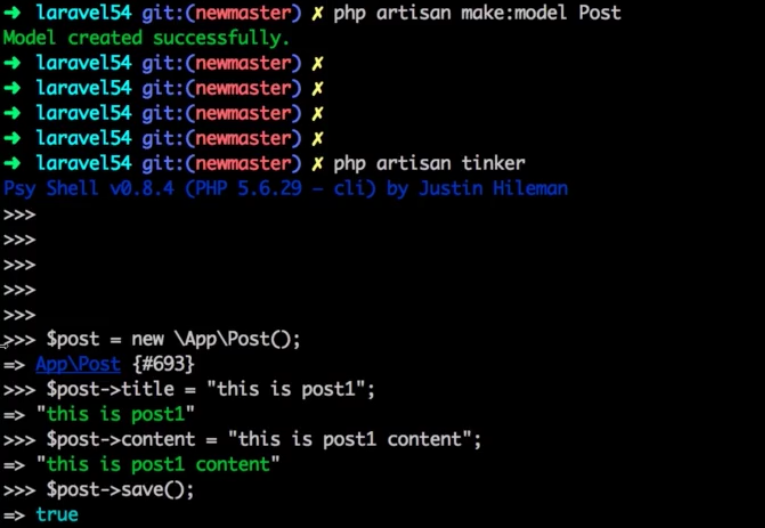 ➜ laravel54 git:(newmaster) ✗ php artisan make:model Post
Model created successfully.
➜ laravel54 git:(newmaster) ✗
➜ laravel54 git:(newmaster) ✗
➜ laravel54 git:(newmaster) ✗
➜ laravel54 git:(newmaster) ✗
➜ laravel54 git:(newmaster) ✗ php artisan tinker
Psy Shell v0.8.4 (PHP 5.6.29 — cli) by Justin Hileman
>>>
>>>
>>>
>>>
>>>
>>> $post = new \App\Post();
=> App\Post {#693}
>>> $post->title = "this is post1";
=> "this is post1"
>>> $post->content = "this is post1 content";
=> "this is post1 content"
>>> $post->save();
=> true